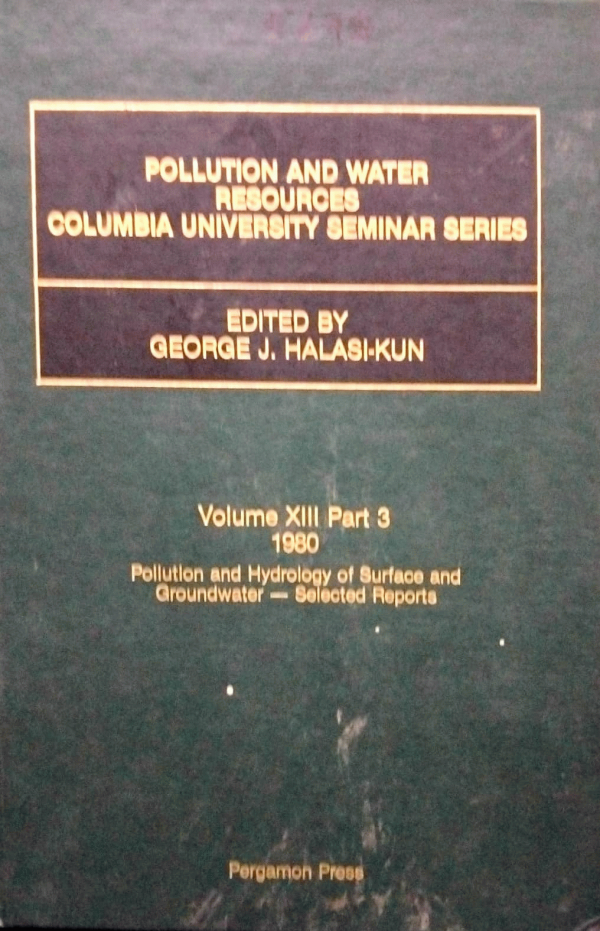 POLLUTION AND WATER
RESOURCES
COLUMBIA UNIVERSITY SEMINAR SERIES
EDITED BY
GEORGE J. HALASI-KUN
Volume XIII Part 3
1980
Pollution and Hydrology of Surface and
Groundwater — Selected Reports
Pergamon Press